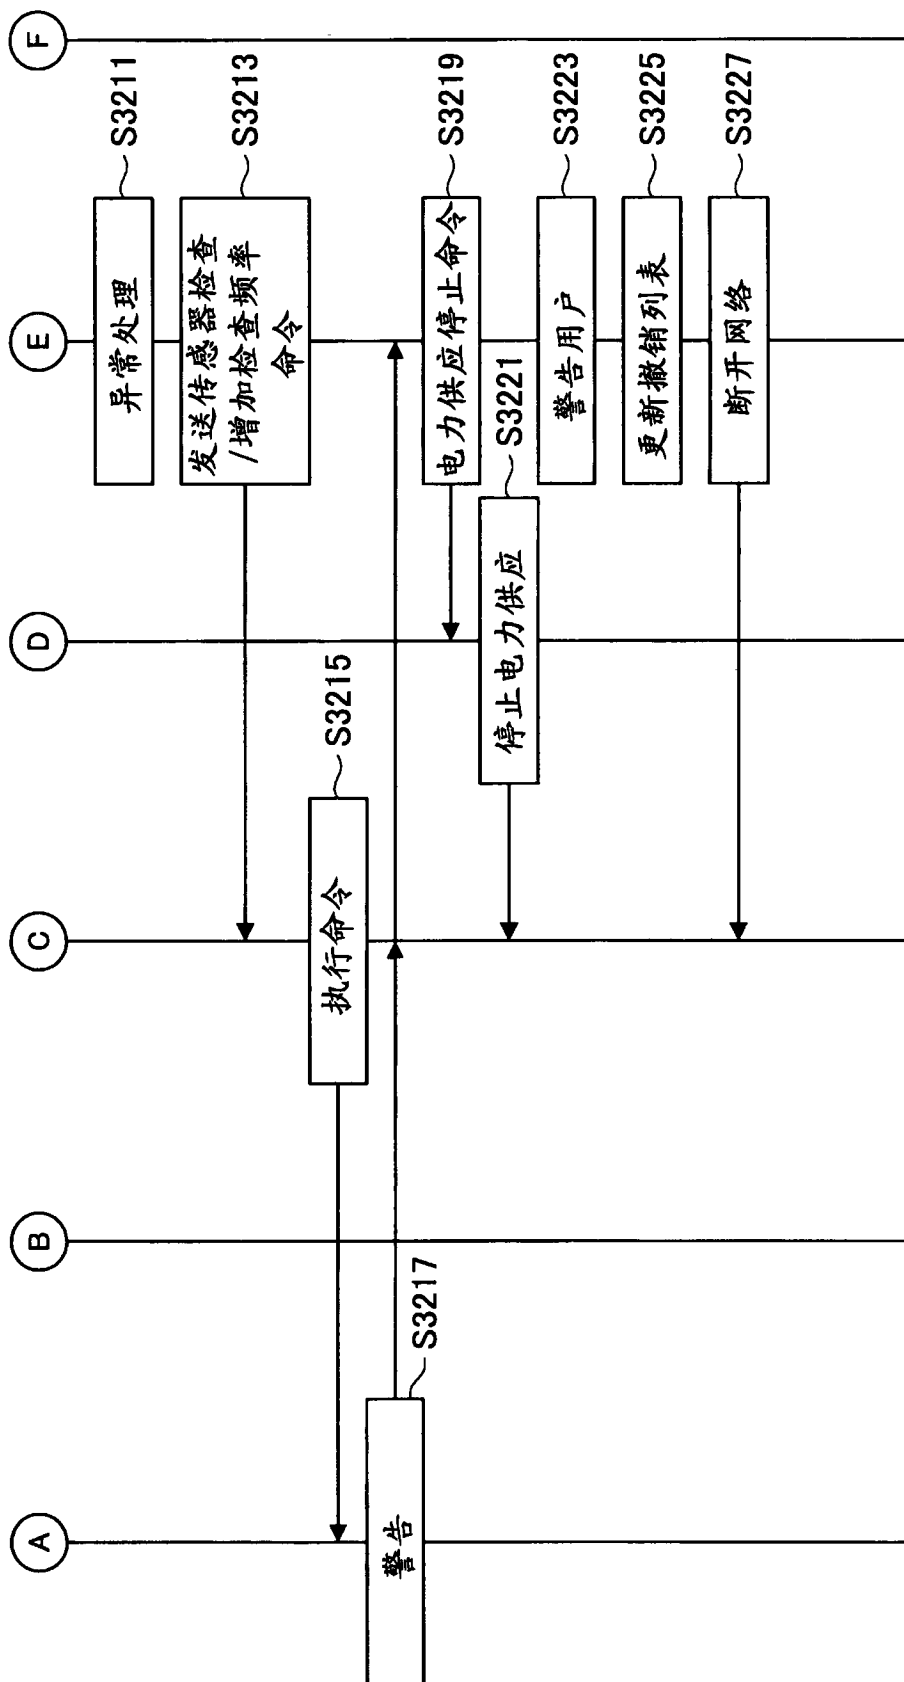 A
B
C
D
E
F
异常处理
S3211
发送传感器检查
/增加检查频率
命令
S3213
执行命令
S3215
警告
S3217
电力供应停止命令
S3219
停止电力供应
S3221
警告用户
S3223
更新撤销列表
S3225
断开网络
S3227